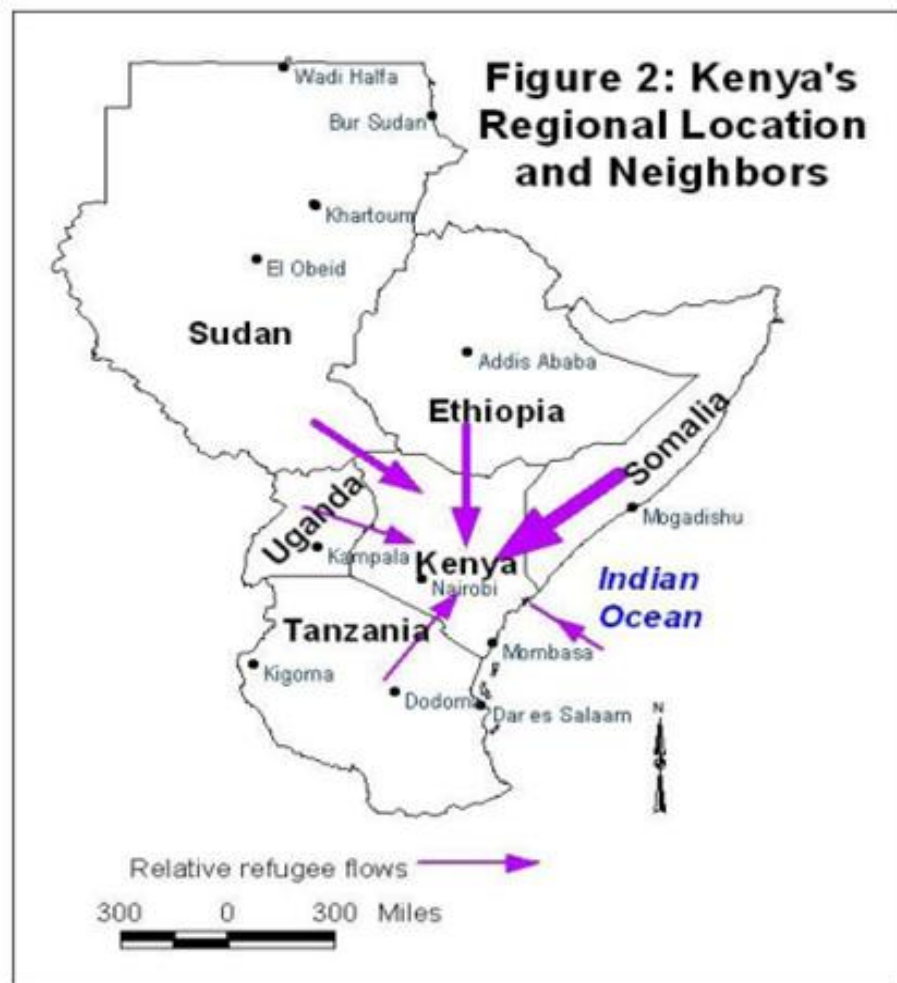 Figure 2: Kenya's
Regional Location
and Neighbors
Wadi Halfa
Bur Sudan
Khartoum
El Obeid
Sudan
Addis Ababa
Ethiopia
Somalia
Uganda
Mogadishu
Kampala
Kenya
Nairobi
Indian
Ocean
Tanzania
Mombasa
Kigoma
Dodoma
Dar es Salaam
N
Relative refugee flows
300 0 300 Miles